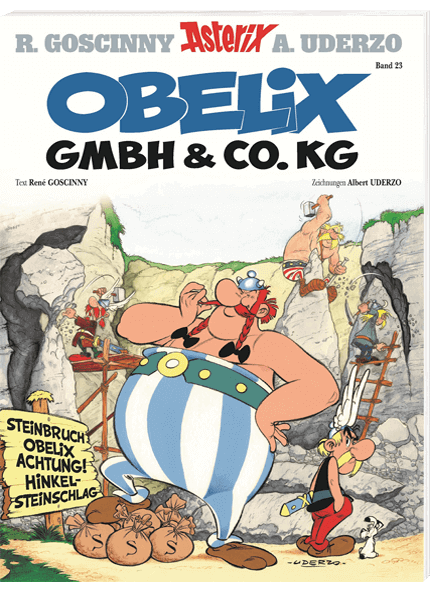 R. GOSCINNY Asterix A. UDERZO
Band 23
OBELIX
GMBH & CO. KG
Text René GOSCINNY
Zeichnungen Albert UDERZO
STEINBRUCH
OBELIX
ACHTUNG!
HINKEL-
STEINSCHLAG
S S S S
-UDERZO-